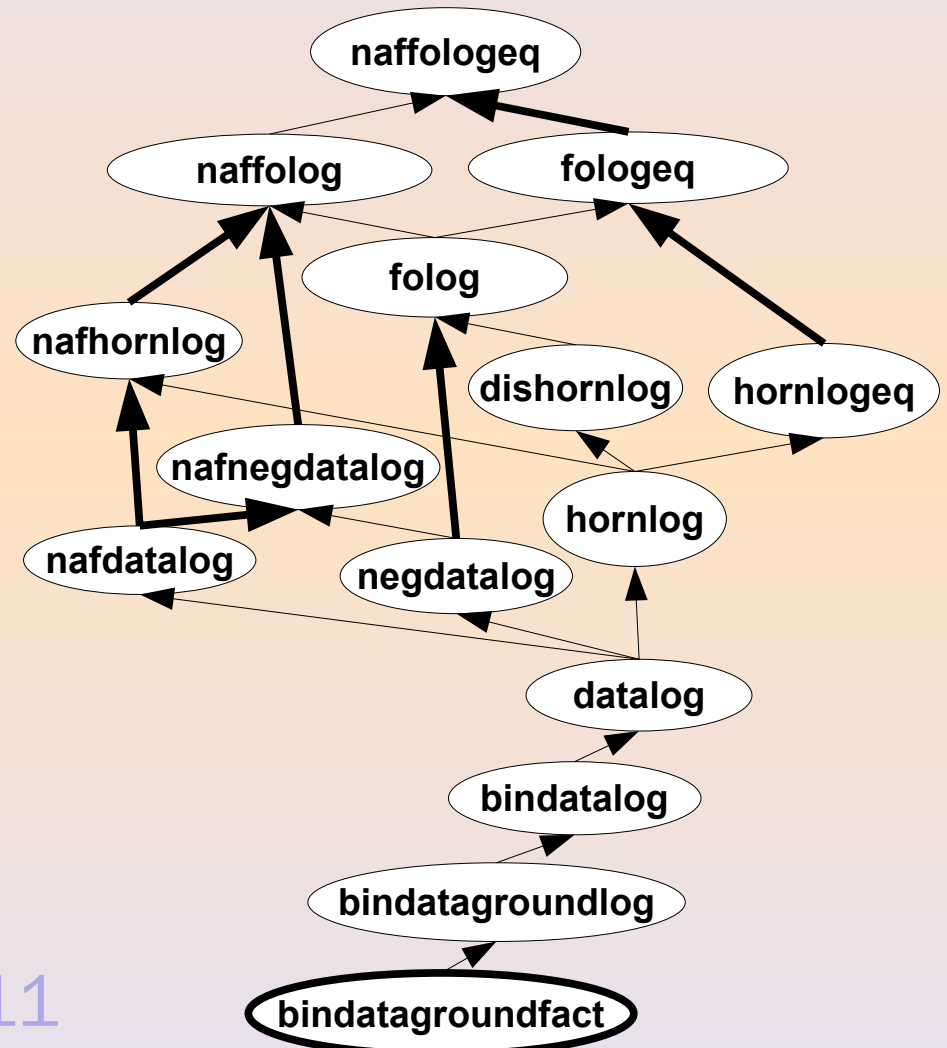 naffologeq
naffolog
fologeq
folog
nafhornlog
dishornlog
hornlogeq
nafnegdatalog
hornlog
nafdatalog
negdatalog
datalog
bindatalog
bindatagroundlog
bindatagroundfact
11